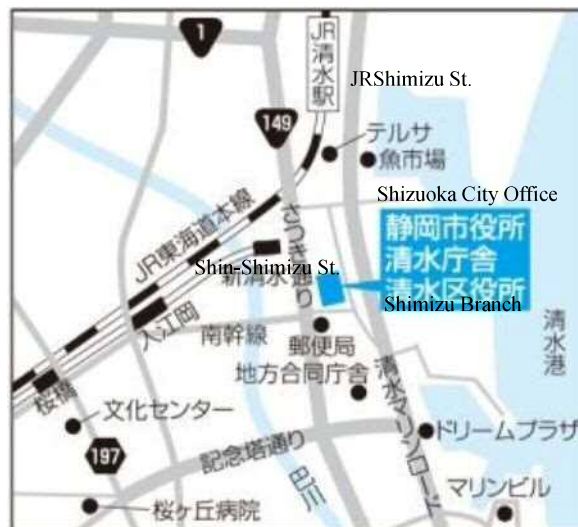 1
JR清水駅
JRShimizu St.
149
テルサ
魚市場
Shizuoka City Office
JR東海道本線
さつき通り
静岡市役所
清水庁舎
清水区役所
Shimizu Branch
Shin-Shimizu St.
新清水
入江岡
南幹線
郵便局
清水港
地方合同庁舎
桜橋
文化センター
清水マリンロード
ドリームプラザ
197
記念塔通り
巴川
桜ヶ丘病院
マリンビル